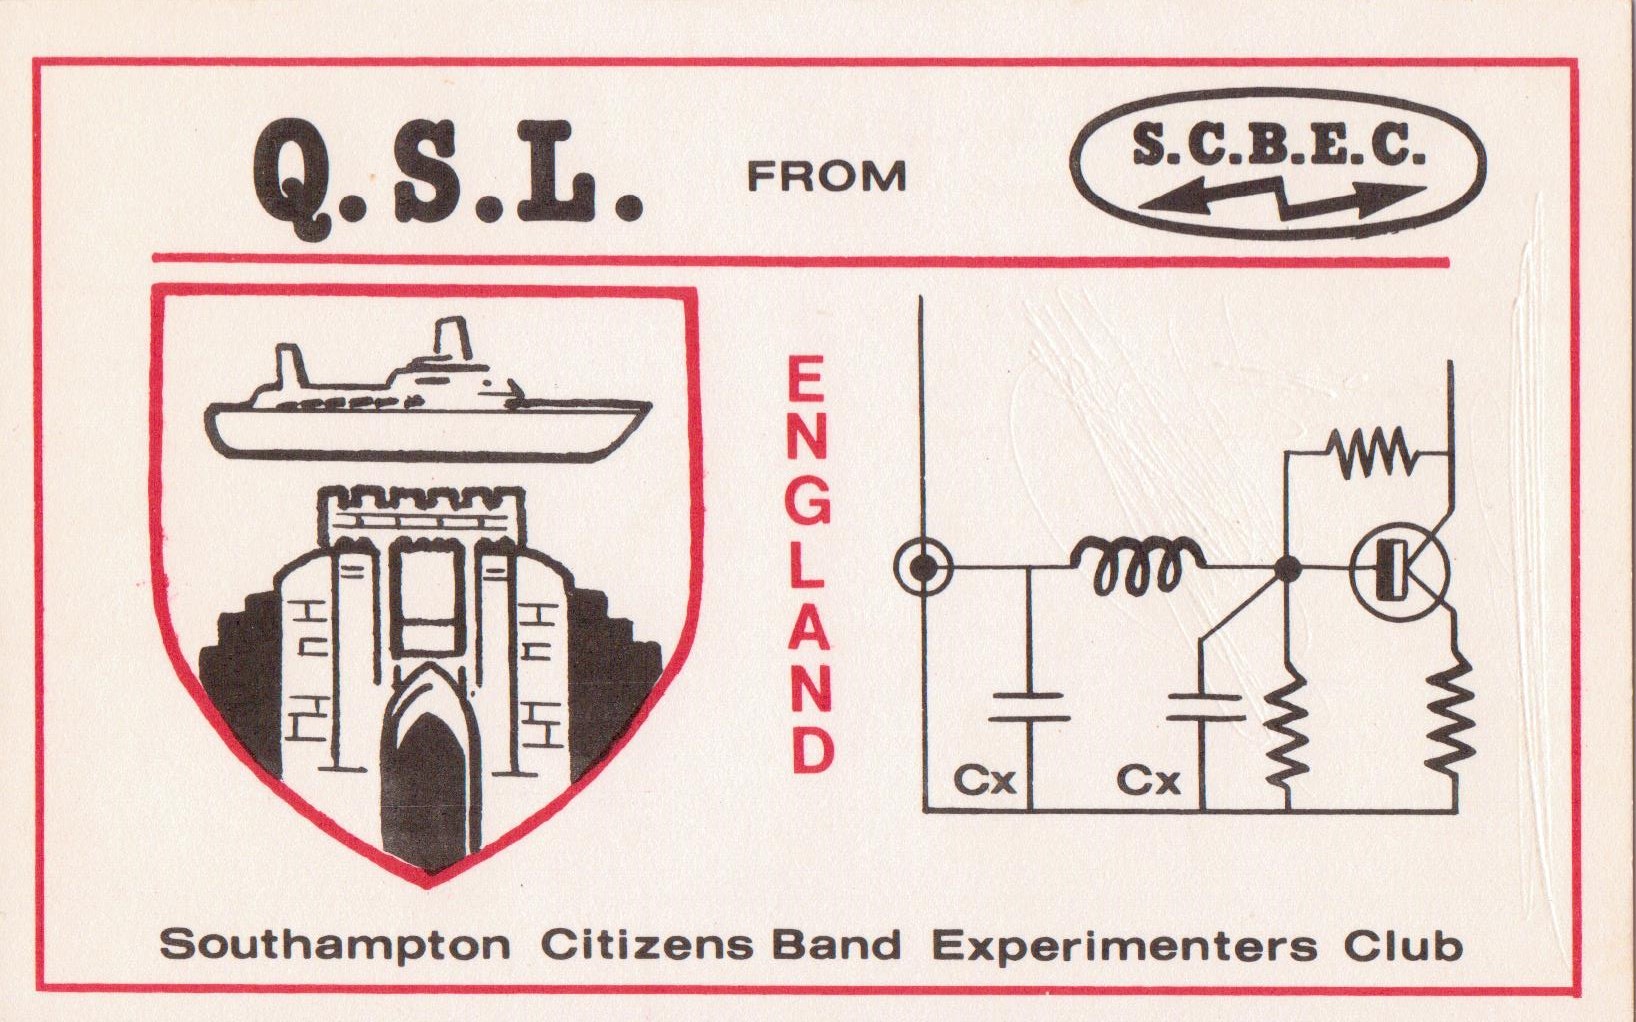 Q.S.L. FROM S.C.B.E.C.
ENGLAND
Cx Cx
Southampton Citizens Band Experimenters Club